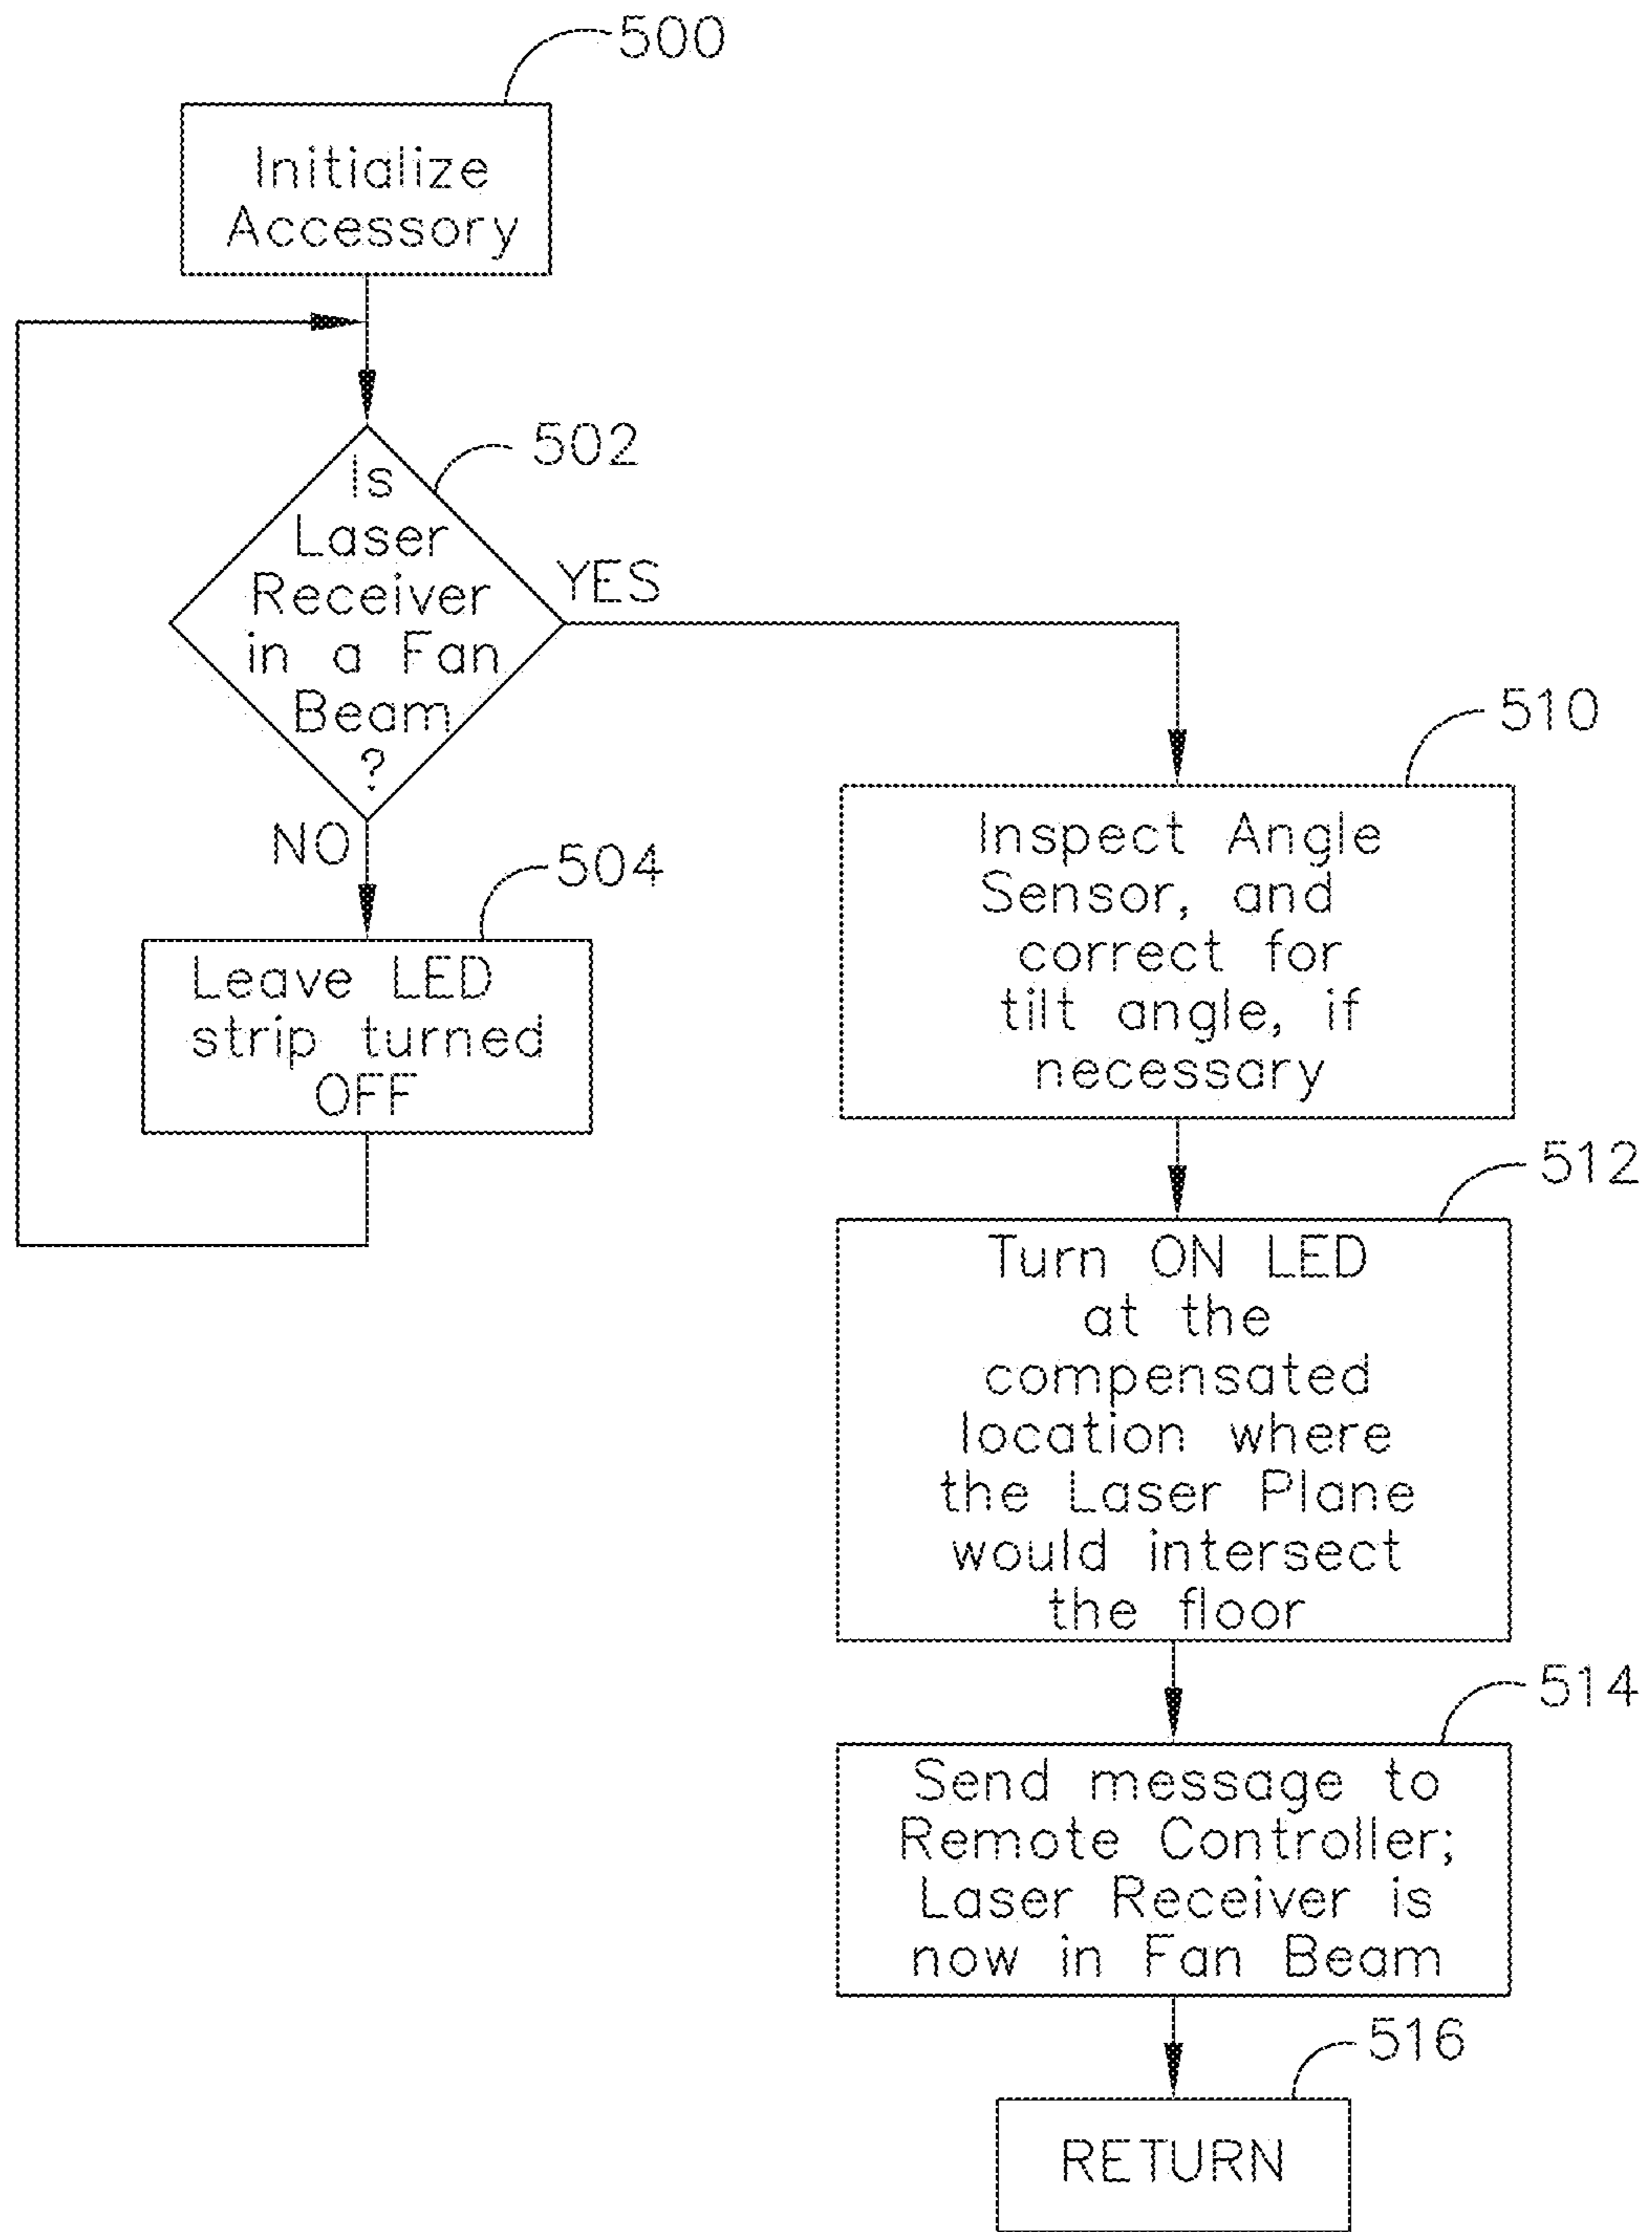 500
Initialize
Accessory
502
Is
Laser
Receiver
in a Fan
Beam
?
YES
NO
504
Leave LED
strip turned
OFF
510
Inspect Angle
Sensor, and
correct for
tilt angle, if
necessary
512
Turn ON LED
at the
compensated
location where
the Laser Plane
would intersect
the floor
514
Send message to
Remote Controller;
Laser Receiver is
now in Fan Beam
516
RETURN